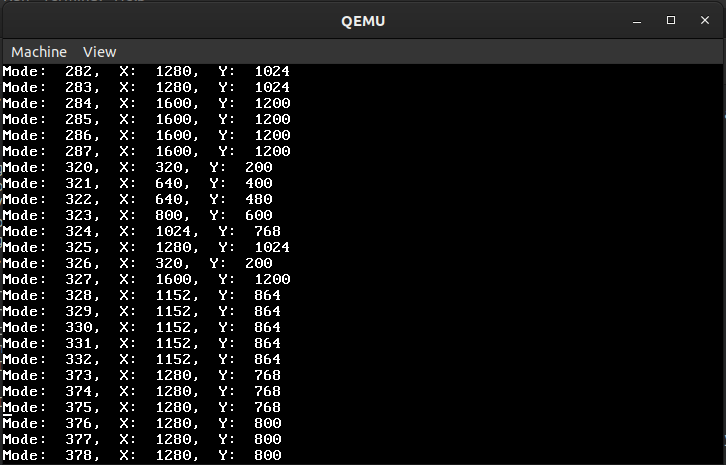 QEMU
Machine View
Mode: 282, X: 1280, Y: 1024
Mode: 283, X: 1280, Y: 1024
Mode: 284, X: 1600, Y: 1200
Mode: 285, X: 1600, Y: 1200
Mode: 286, X: 1600, Y: 1200
Mode: 287, X: 1600, Y: 1200
Mode: 320, X: 320, Y: 200
Mode: 321, X: 640, Y: 400
Mode: 322, X: 640, Y: 480
Mode: 323, X: 800, Y: 600
Mode: 324, X: 1024, Y: 768
Mode: 325, X: 1280, Y: 1024
Mode: 326, X: 320, Y: 200
Mode: 327, X: 1600, Y: 1200
Mode: 328, X: 1152, Y: 864
Mode: 329, X: 1152, Y: 864
Mode: 330, X: 1152, Y: 864
Mode: 331, X: 1152, Y: 864
Mode: 332, X: 1152, Y: 864
Mode: 373, X: 1280, Y: 768
Mode: 374, X: 1280, Y: 768
Mode: 375, X: 1280, Y: 768
Mode: 376, X: 1280, Y: 800
Mode: 377, X: 1280, Y: 800
Mode: 378, X: 1280, Y: 800